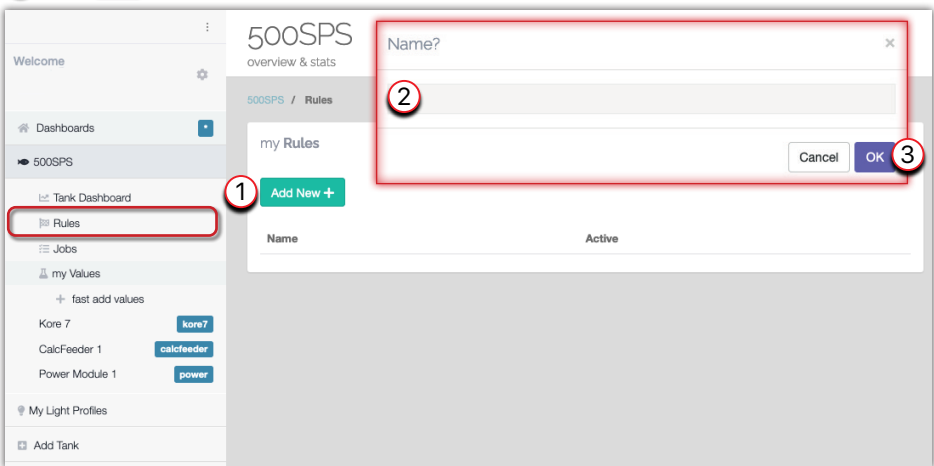 Welcome
Dashboards *
500SPS
Tank Dashboard
Rules
Jobs
my Values
+ fast add values
Kore 7 kore7
CalcFeeder 1 calcfeeder
Power Module 1 power
My Light Profiles
Add Tank
500SPS
overview & stats
500SPS / Rules
my Rules
1 Add New +
Name Active
Name? ×
2
Cancel OK 3